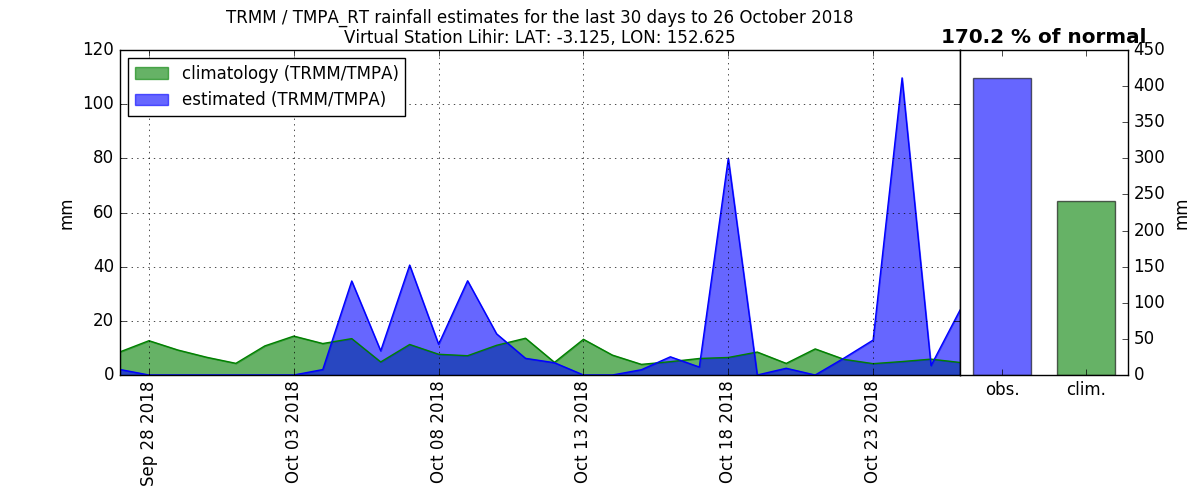 TRMM / TMPA_RT rainfall estimates for the last 30 days to 26 October 2018
Virtual Station Lihir: LAT: -3.125, LON: 152.625
170.2 % of normal
climatology (TRMM/TMPA)
estimated (TRMM/TMPA)
120
100
80
60
40
20
0
mm
Sep 28 2018
Oct 03 2018
Oct 08 2018
Oct 13 2018
Oct 18 2018
Oct 23 2018
450
400
350
300
250
200
150
100
50
0
mm
obs.
clim.